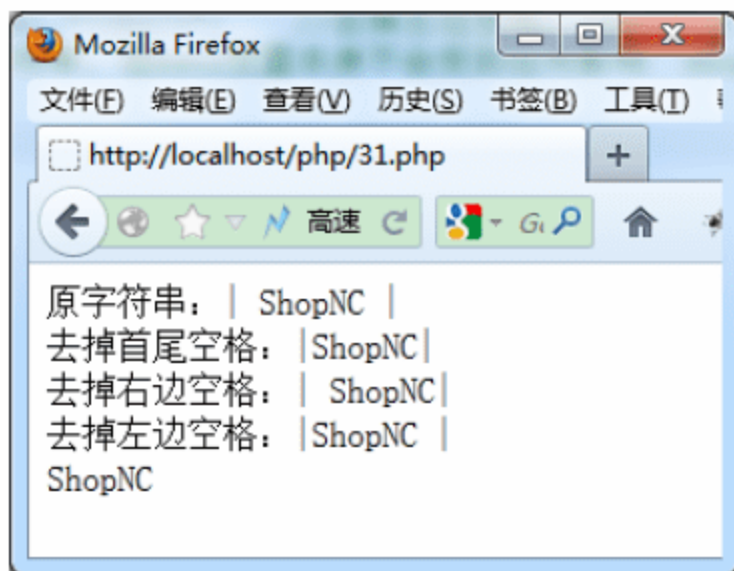 Mozilla Firefox
文件(F) 编辑(E) 查看(V) 历史(S) 书签(B) 工具(T)
http://localhost/php/31.php
高速
原字符串：| ShopNC |
去掉首尾空格：|ShopNC|
去掉右边空格：| ShopNC|
去掉左边空格：|ShopNC |
ShopNC